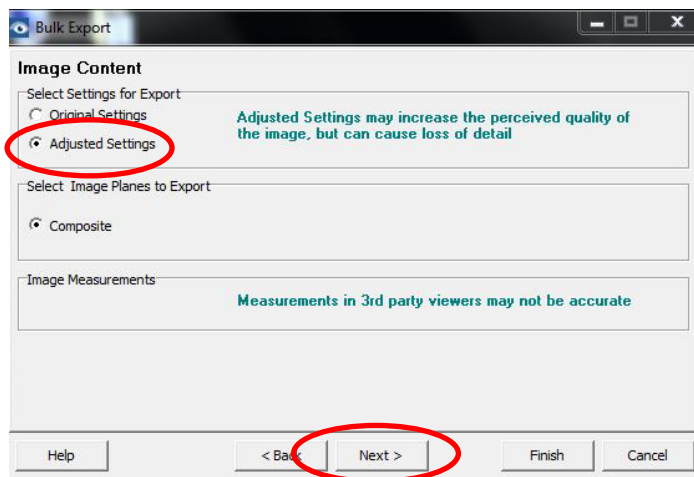 Bulk Export
Image Content
Select Settings for Export
Original Settings
Adjusted Settings may increase the perceived quality of
the image, but can cause loss of detail
Adjusted Settings
Select Image Planes to Export
Composite
Image Measurements
Measurements in 3rd party viewers may not be accurate
Help
< Back
Next >
Finish
Cancel